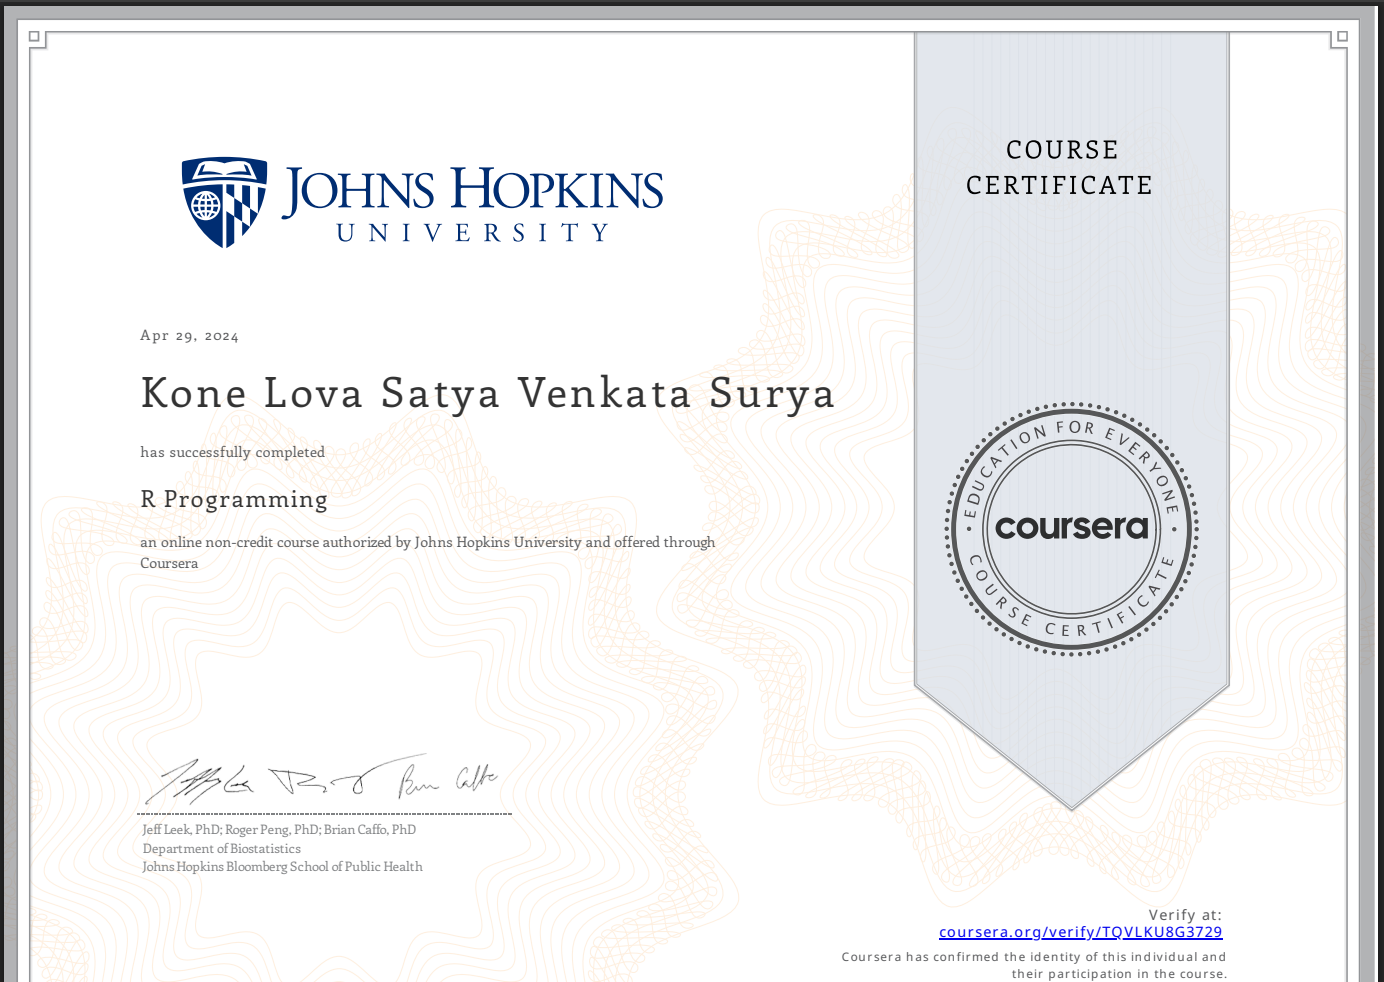 JOHNS HOPKINS
UNIVERSITY
COURSE
CERTIFICATE
Apr 29, 2024
Kone Lova Satya Venkata Surya
has successfully completed
R Programming
an online non-credit course authorized by Johns Hopkins University and offered through
Coursera
EDUCATION FOR EVERYONE
coursera
COURSE CERTIFICATE
Jeff Leek, PhD; Roger Peng, PhD; Brian Caffo, PhD
Department of Biostatistics
Johns Hopkins Bloomberg School of Public Health
Verify at:
coursera.org/verify/TQVLKU8G3729
Coursera has confirmed the identity of this individual and
their participation in the course.